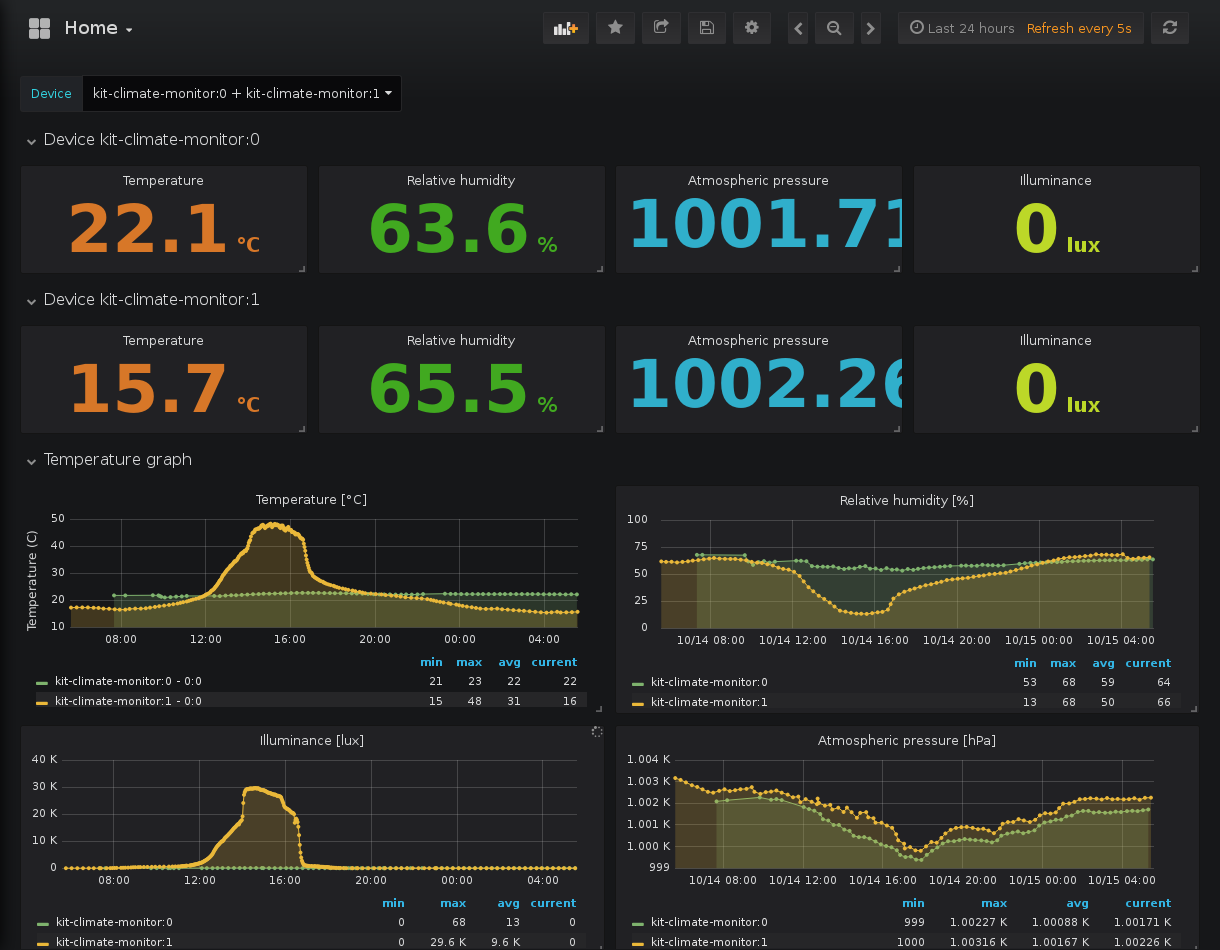 Home
Last 24 hours Refresh every 5s
Device kit-climate-monitor:0 + kit-climate-monitor:1
Device kit-climate-monitor:0
Temperature Relative humidity Atmospheric pressure Illuminance
22.1 °C 63.6 % 1001.71 0 lux
Device kit-climate-monitor:1
Temperature Relative humidity Atmospheric pressure Illuminance
15.7 °C 65.5 % 1002.26 0 lux
Temperature graph
Temperature [°C]
Temperature (C)
50
40
30
20
10
08:00 12:00 16:00 20:00 00:00 04:00
min max avg current
kit-climate-monitor:0 - 0:0 21 23 22 22
kit-climate-monitor:1 - 0:0 15 48 31 16
Relative humidity [%]
100
75
50
25
0
10/14 08:00 10/14 12:00 10/14 16:00 10/14 20:00 10/15 00:00 10/15 04:00
min max avg current
kit-climate-monitor:0 53 68 59 64
kit-climate-monitor:1 13 68 50 66
Illuminance [lux]
40 K
30 K
20 K
10 K
0
08:00 12:00 16:00 20:00 00:00 04:00
min max avg current
kit-climate-monitor:0 0 68 13 0
kit-climate-monitor:1 0 29.6 K 9.6 K 0
Atmospheric pressure [hPa]
1.004 K
1.003 K
1.002 K
1.001 K
1.000 K
999
10/14 08:00 10/14 12:00 10/14 16:00 10/14 20:00 10/15 00:00 10/15 04:00
min max avg current
kit-climate-monitor:0 999 1.00227 K 1.00088 K 1.00171 K
kit-climate-monitor:1 1000 1.00316 K 1.00167 K 1.00226 K